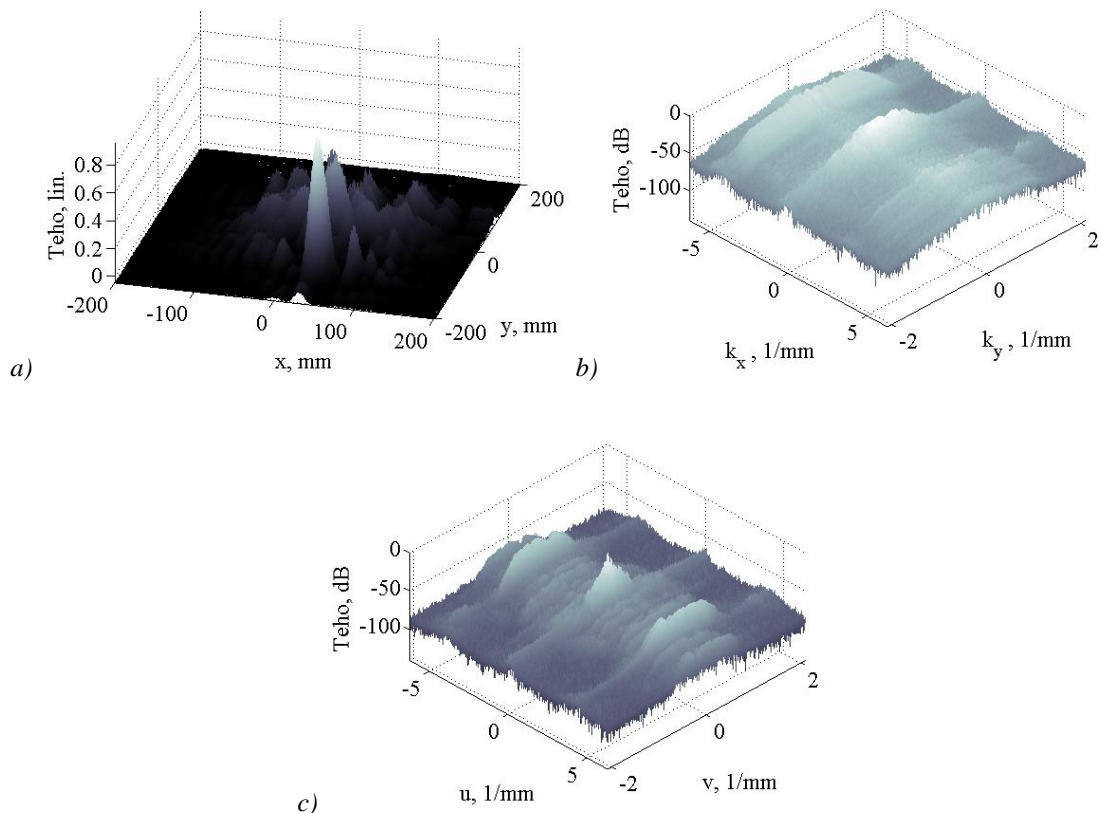 0.8
0.6
0.4
0.2
0
Teho, lin.
-200
-100
0
100
200
x, mm
-200
0
200
y, mm
a)
0
-50
-100
Teho, dB
-5
0
5
k_x , 1/mm
-2
0
2
k_y , 1/mm
b)
0
-50
-100
Teho, dB
-5
0
5
u, 1/mm
-2
0
2
v, 1/mm
c)